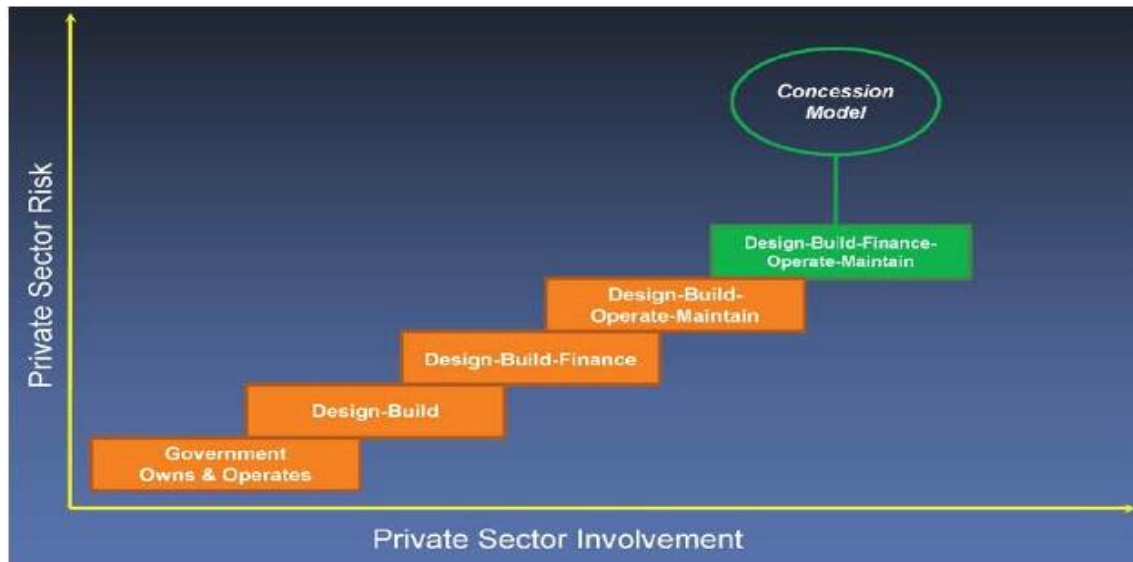 Concession
Model
Design-Build-Finance-
Operate-Maintain
Design-Build-
Operate-Maintain
Design-Build-Finance
Design-Build
Government
Owns & Operates
Private Sector Risk
Private Sector Involvement